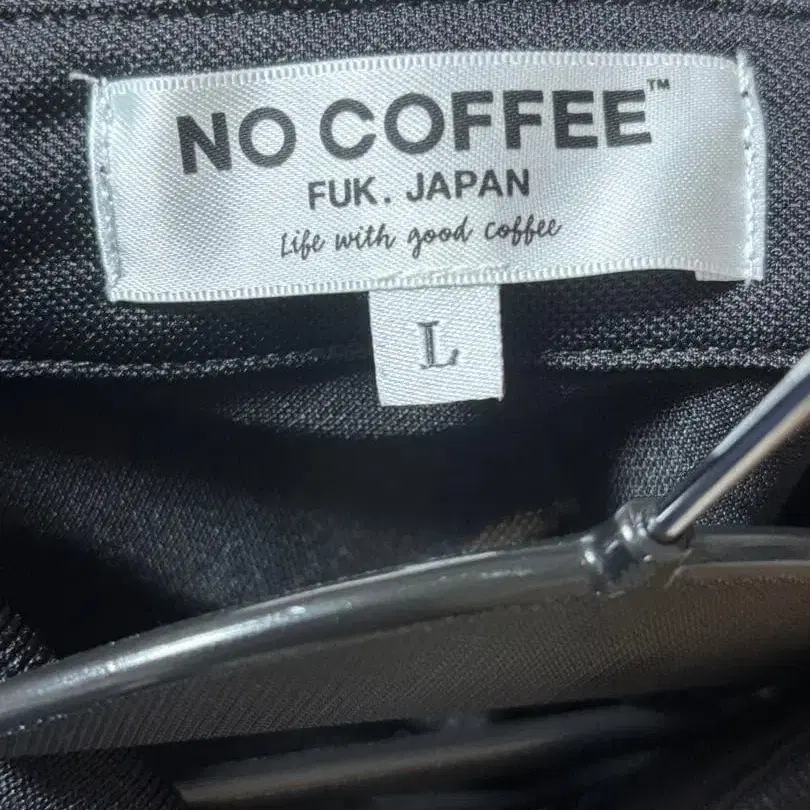 NO COFFEE™
FUK. JAPAN
Life with good coffee
L